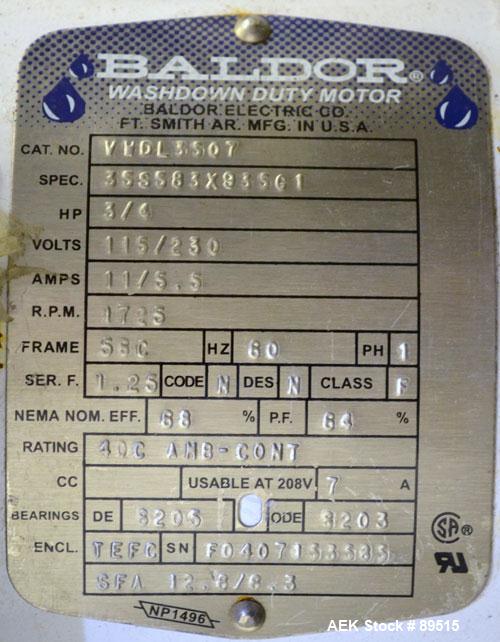 BALDOR®
WASHDOWN DUTY MOTOR
BALDOR ELECTRIC CO.
FT. SMITH AR. MFG. IN U.S.A.
CAT. NO. VWDL3507
SPEC. 35S583X835G1
HP 3/4
VOLTS 115/230
AMPS 11/5.5
R.P.M. 1725
FRAME 56C HZ 60 PH 1
SER. F. 1.25 CODE N DES N CLASS F
NEMA NOM. EFF. 68 % P.F. 64 %
RATING 40C AMB-CONT
CC USABLE AT 208V 7 A
BEARINGS DE 6205 ODE 6203
ENCL. TEFC SN F0407153585
SFA 12.6/6.3
NP1496
SA®
AEK Stock # 89515